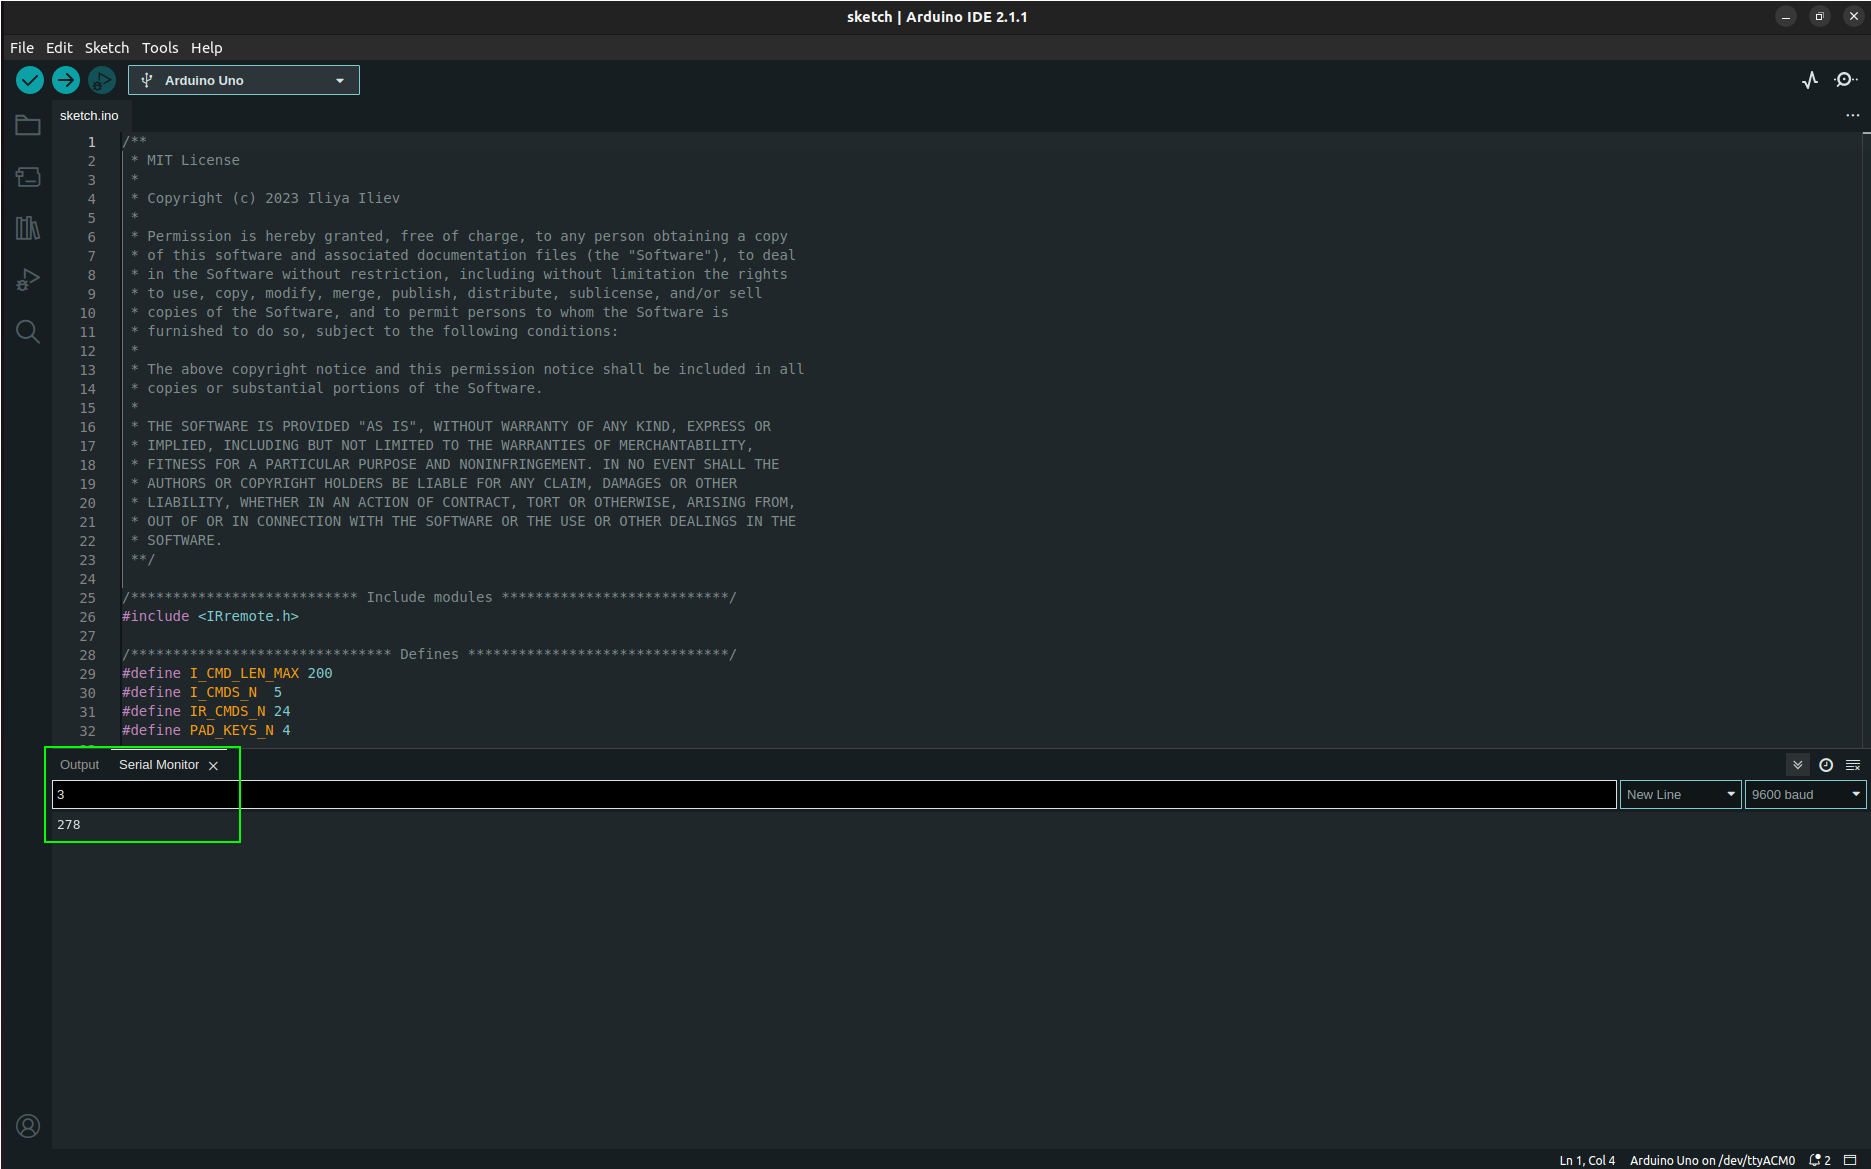 sketch | Arduino IDE 2.1.1
File Edit Sketch Tools Help
Arduino Uno
sketch.ino
1 /**
2  * MIT License
3  *
4  * Copyright (c) 2023 Iliya Iliev
5  *
6  * Permission is hereby granted, free of charge, to any person obtaining a copy
7  * of this software and associated documentation files (the "Software"), to deal
8  * in the Software without restriction, including without limitation the rights
9  * to use, copy, modify, merge, publish, distribute, sublicense, and/or sell
10  * copies of the Software, and to permit persons to whom the Software is
11  * furnished to do so, subject to the following conditions:
12  *
13  * The above copyright notice and this permission notice shall be included in all
14  * copies or substantial portions of the Software.
15  *
16  * THE SOFTWARE IS PROVIDED "AS IS", WITHOUT WARRANTY OF ANY KIND, EXPRESS OR
17  * IMPLIED, INCLUDING BUT NOT LIMITED TO THE WARRANTIES OF MERCHANTABILITY,
18  * FITNESS FOR A PARTICULAR PURPOSE AND NONINFRINGEMENT. IN NO EVENT SHALL THE
19  * AUTHORS OR COPYRIGHT HOLDERS BE LIABLE FOR ANY CLAIM, DAMAGES OR OTHER
20  * LIABILITY, WHETHER IN AN ACTION OF CONTRACT, TORT OR OTHERWISE, ARISING FROM,
21  * OUT OF OR IN CONNECTION WITH THE SOFTWARE OR THE USE OR OTHER DEALINGS IN THE
22  * SOFTWARE.
23  **/
24
25 /*************************** Include modules ***************************/
26 #include <IRremote.h>
27
28 /******************************* Defines *******************************/
29 #define I_CMD_LEN_MAX 200
30 #define I_CMDS_N  5
31 #define IR_CMDS_N 24
32 #define PAD_KEYS_N 4
Output Serial Monitor
3 New Line 9600 baud
278
Ln 1, Col 4 Arduino Uno on /dev/ttyACM0 2